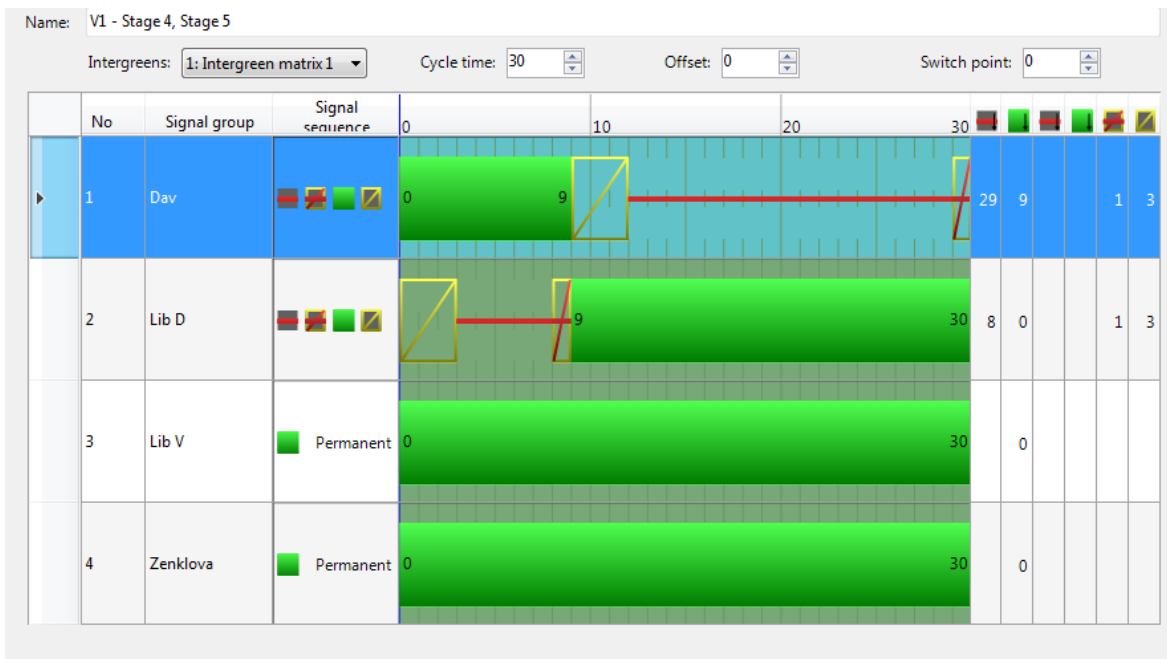 Name: V1 - Stage 4, Stage 5
Intergreens: 1: Intergreen matrix 1 Cycle time: 30 Offset: 0 Switch point: 0
No Signal group Signal sequence 0 10 20 30
1 Dav 0 9 29 9 1 3
2 Lib D 9 30 8 0 1 3
3 Lib V Permanent 0 30 0
4 Zenklova Permanent 0 30 0